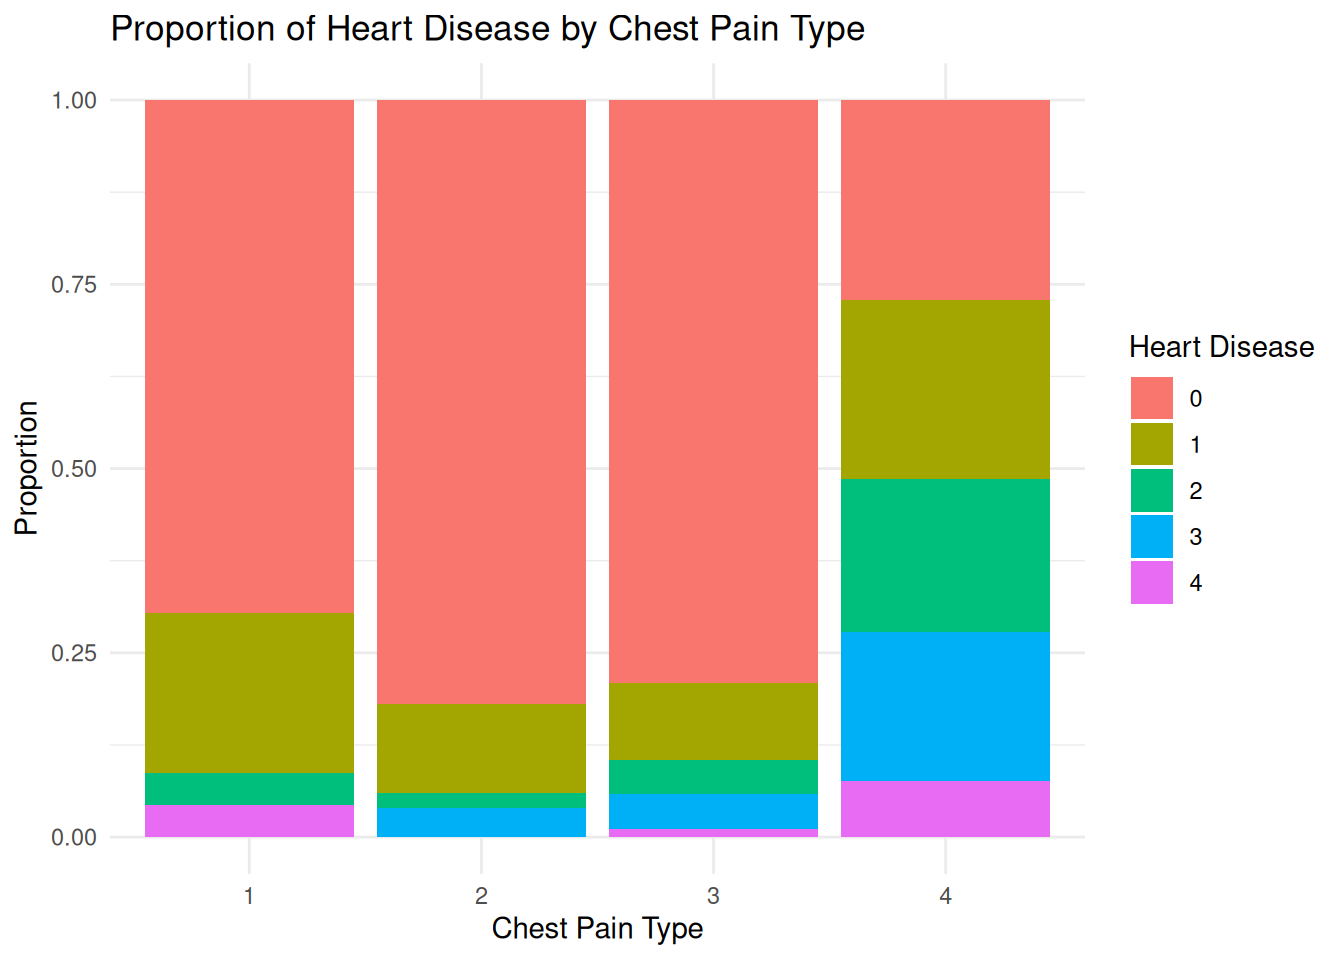 Proportion of Heart Disease by Chest Pain Type
1.00
0.75
0.50
0.25
0.00
Proportion
1 2 3 4
Chest Pain Type
Heart Disease
0
1
2
3
4